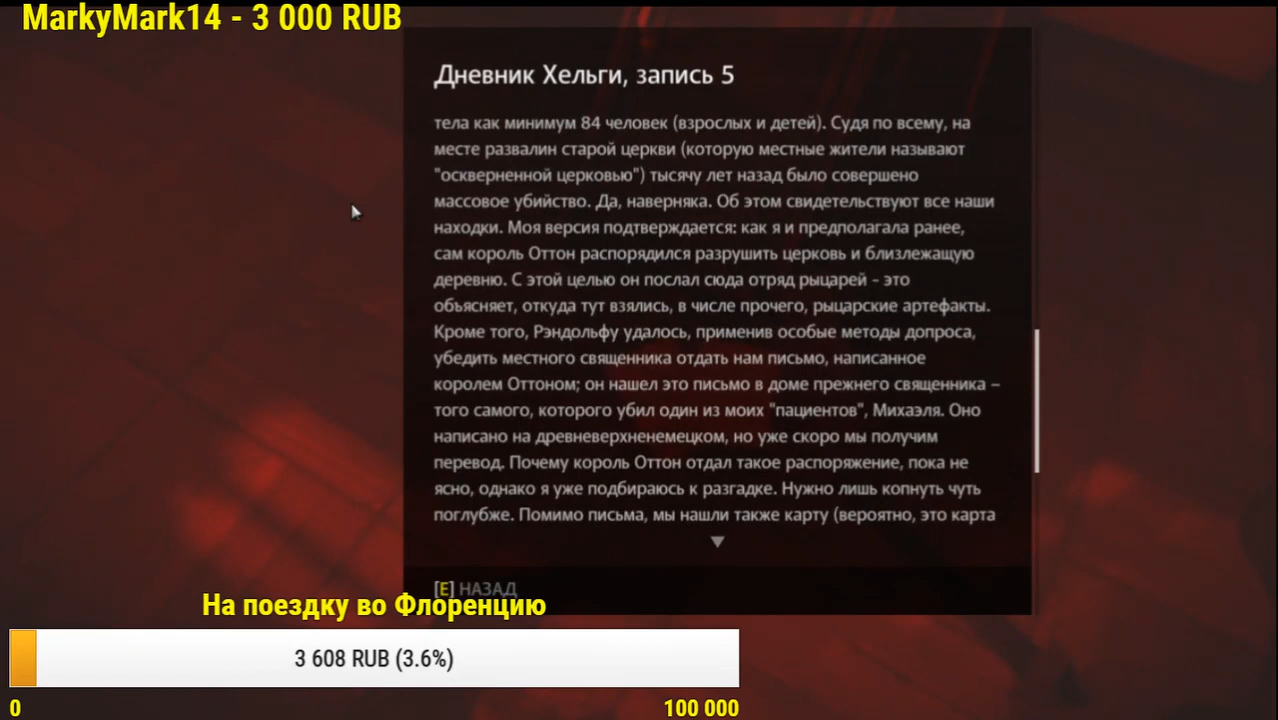 MarkyMark14 - 3 000 RUB
Дневник Хельги, запись 5
тела как минимум 84 человек (взрослых и детей). Судя по всему, на
месте развалин старой церкви (которую местные жители называют
"оскверненной церковью") тысячу лет назад было совершено
массовое убийство. Да, наверняка. Об этом свидетельствуют все наши
находки. Моя версия подтверждается: как я и предполагала ранее,
сам король Оттон распорядился разрушить церковь и близлежащую
деревню. С этой целью он послал сюда отряд рыцарей – это
объясняет, откуда тут взялись, в числе прочего, рыцарские артефакты.
Кроме того, Рэндольфу удалось, применив особые методы допроса,
убедить местного священника отдать нам письмо, написанное
королем Оттоном; он нашел это письмо в доме прежнего священника –
того самого, которого убил один из моих "пациентов", Михаэля. Оно
написано на древневерхненемецком, но уже скоро мы получим
перевод. Почему король Оттон отдал такое распоряжение, пока не
ясно, однако я уже подбираюсь к разгадке. Нужно лишь копнуть чуть
поглубже. Помимо письма, мы нашли также карту (вероятно, это карта
[E] НАЗАД
На поездку во Флоренцию
3 608 RUB (3.6%)
0 100 000